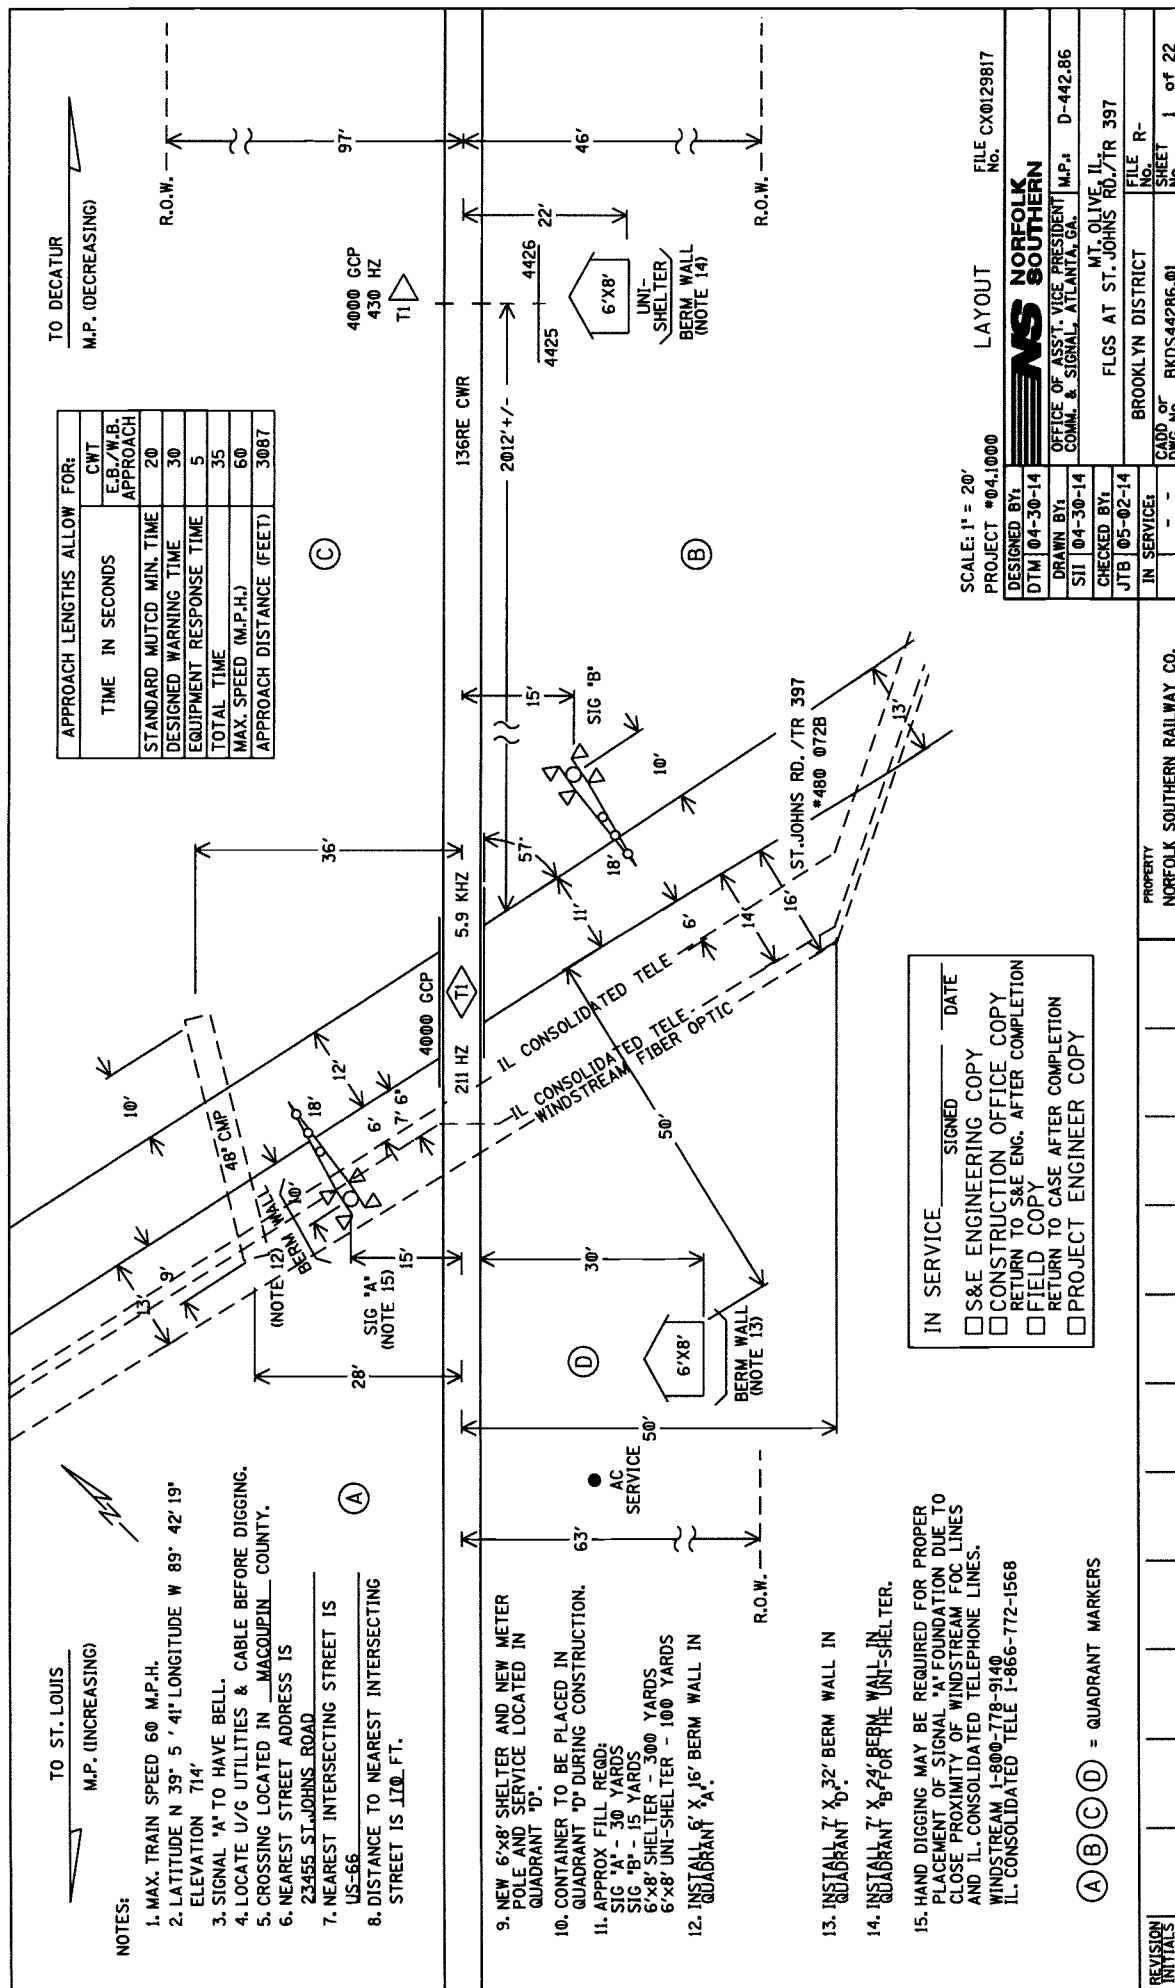 TO ST. LOUIS
M.P. (INCREASING)
TO DECATUR
M.P. (DECREASING)
NOTES:
1. MAX. TRAIN SPEED 60 M.P.H.
2. LATITUDE N 39° 5 ' 41" LONGITUDE W 89° 42' 19"
ELEVATION 714'
3. SIGNAL "A" TO HAVE BELL.
4. LOCATE U/G UTILITIES & CABLE BEFORE DIGGING.
5. CROSSING LOCATED IN MACOUPIN COUNTY.
6. NEAREST STREET ADDRESS IS
23455 ST.JOHNS ROAD
7. NEAREST INTERSECTING STREET IS
US-66
8. DISTANCE TO NEAREST INTERSECTING
STREET IS 170 FT.
9. NEW 6'x8' SHELTER AND NEW METER
POLE AND SERVICE LOCATED IN
QUADRANT "D".
10. CONTAINER TO BE PLACED IN
QUADRANT "D" DURING CONSTRUCTION.
11. APPROX FILL REQD:
SIG "A" - 30 YARDS
SIG "B" - 15 YARDS
6'x8' SHELTER - 300 YARDS
6'x8' UNI-SHELTER - 100 YARDS
12. INSTALL 6' X 16' BERM WALL IN
QUADRANT "A".
13. INSTALL 7' X 32' BERM WALL IN
QUADRANT "D".
14. INSTALL 7' X 24' BERM WALL IN
QUADRANT "B" FOR THE UNI-SHELTER.
15. HAND DIGGING MAY BE REQUIRED FOR PROPER
PLACEMENT OF SIGNAL "A" FOUNDATION DUE TO
CLOSE PROXIMITY OF WINDSTREAM FOC LINES
AND IL. CONSOLIDATED TELEPHONE LINES.
WINDSTREAM 1-800-778-9140
IL. CONSOLIDATED TELE 1-866-772-1568
A B C D = QUADRANT MARKERS
APPROACH LENGTHS ALLOW FOR:
TIME IN SECONDS
CWT
E.B./W.B.
APPROACH
STANDARD MUTCD MIN. TIME 20
DESIGNED WARNING TIME 30
EQUIPMENT RESPONSE TIME 5
TOTAL TIME 35
MAX. SPEED (M.P.H.) 60
APPROACH DISTANCE (FEET) 3087
A
13'
9'
10'
48" CMP
(NOTE 12)
BERM WALL
10'
18'
12'
6'
7' 6"
SIG "A"
(NOTE 15)
15'
28'
36'
C
R.O.W.
97'
4000 GCP
430 HZ
T1
4000 GCP
211 HZ
T1
5.9 KHZ
136RE CWR
2012'+/-
4425
4426
22'
46'
6'X8'
UNI-
SHELTER
BERM WALL
(NOTE 14)
R.O.W.
B
15'
SIG "B"
57°
18'
10'
11'
IL CONSOLIDATED TELE
IL CONSOLIDATED TELE.
WINDSTREAM FIBER OPTIC
6'
14'
16'
ST.JOHNS RD./TR 397
#480 072B
13'
50'
30'
D
6'X8'
BERM WALL
(NOTE 13)
50'
AC
SERVICE
63'
R.O.W.
IN SERVICE
SIGNED DATE
S&E ENGINEERING COPY
CONSTRUCTION OFFICE COPY
RETURN TO S&E ENG. AFTER COMPLETION
FIELD COPY
RETURN TO CASE AFTER COMPLETION
PROJECT ENGINEER COPY
SCALE: 1" = 20'
PROJECT #04.1000
LAYOUT
FILE No. CX0129817
DESIGNED BY:
DTM 04-30-14
DRAWN BY:
SII 04-30-14
CHECKED BY:
JTB 05-02-14
IN SERVICE:
- -
NS NORFOLK
SOUTHERN
OFFICE OF ASS'T. VICE PRESIDENT
COMM. & SIGNAL, ATLANTA, GA.
M.P.: D-442.86
MT. OLIVE, IL.
FLGS AT ST.JOHNS RD./TR 397
BROOKLYN DISTRICT
FILE No. R-
CADD or
DWG No. BKDS44286.01
SHEET No. 1 of 22
PROPERTY
NORFOLK SOUTHERN RAILWAY CO.
REVISION
INITIALS